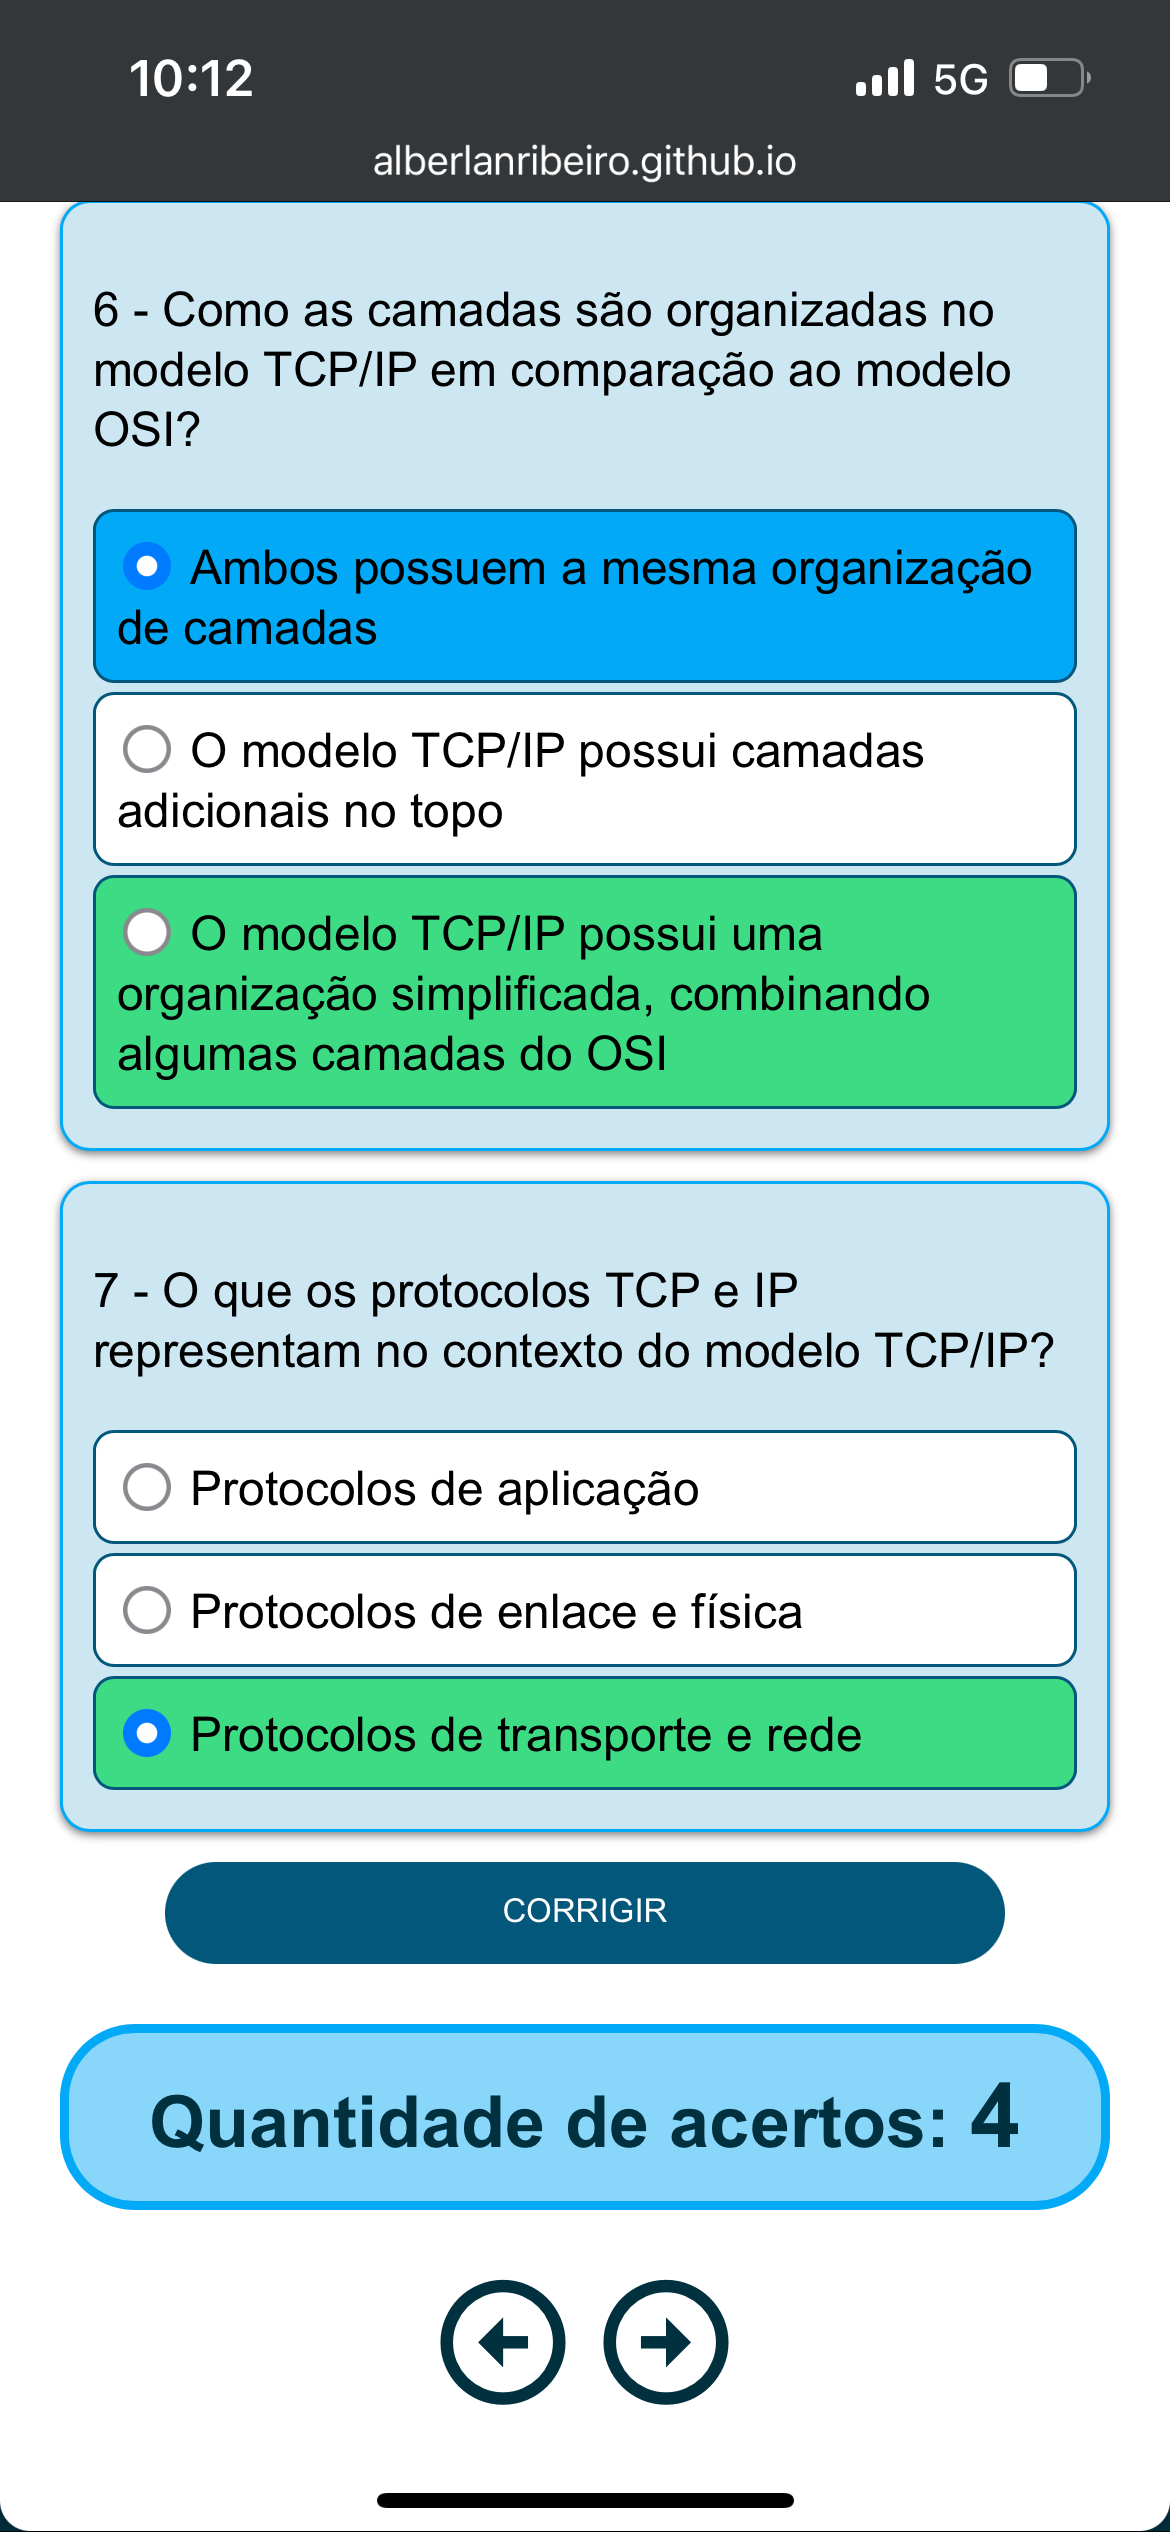 10:12
5G
alberlanribeiro.github.io
6 - Como as camadas são organizadas no
modelo TCP/IP em comparação ao modelo
OSI?
Ambos possuem a mesma organização
de camadas
O modelo TCP/IP possui camadas
adicionais no topo
O modelo TCP/IP possui uma
organização simplificada, combinando
algumas camadas do OSI
7 - O que os protocolos TCP e IP
representam no contexto do modelo TCP/IP?
Protocolos de aplicação
Protocolos de enlace e física
Protocolos de transporte e rede
CORRIGIR
Quantidade de acertos: 4